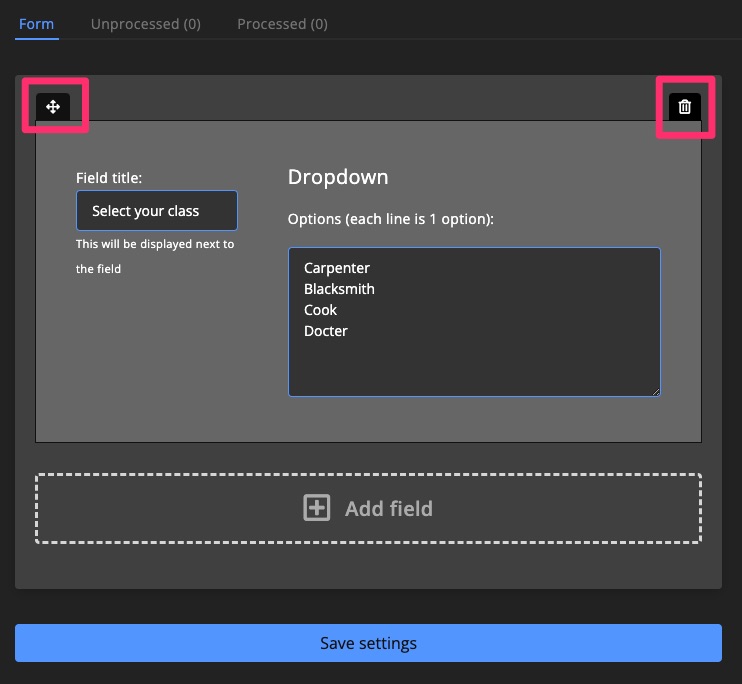 Form Unprocessed (0) Processed (0)
Field title:
Select your class
This will be displayed next to
the field
Dropdown
Options (each line is 1 option):
Carpenter
Blacksmith
Cook
Docter
Add field
Save settings